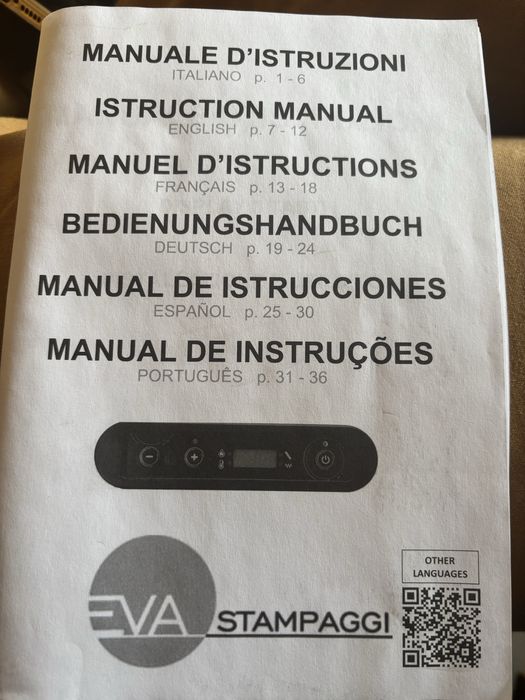 MANUALE D'ISTRUZIONI
ITALIANO p. 1 - 6
ISTRUCTION MANUAL
ENGLISH p. 7 - 12
MANUEL D'ISTRUCTIONS
FRANÇAIS p. 13 - 18
BEDIENUNGSHANDBUCH
DEUTSCH p. 19 - 24
MANUAL DE ISTRUCCIONES
ESPAÑOL p. 25 - 30
MANUAL DE INSTRUÇÕES
PORTUGUÊS p. 31 - 36
OTHER
LANGUAGES
EVA STAMPAGGI